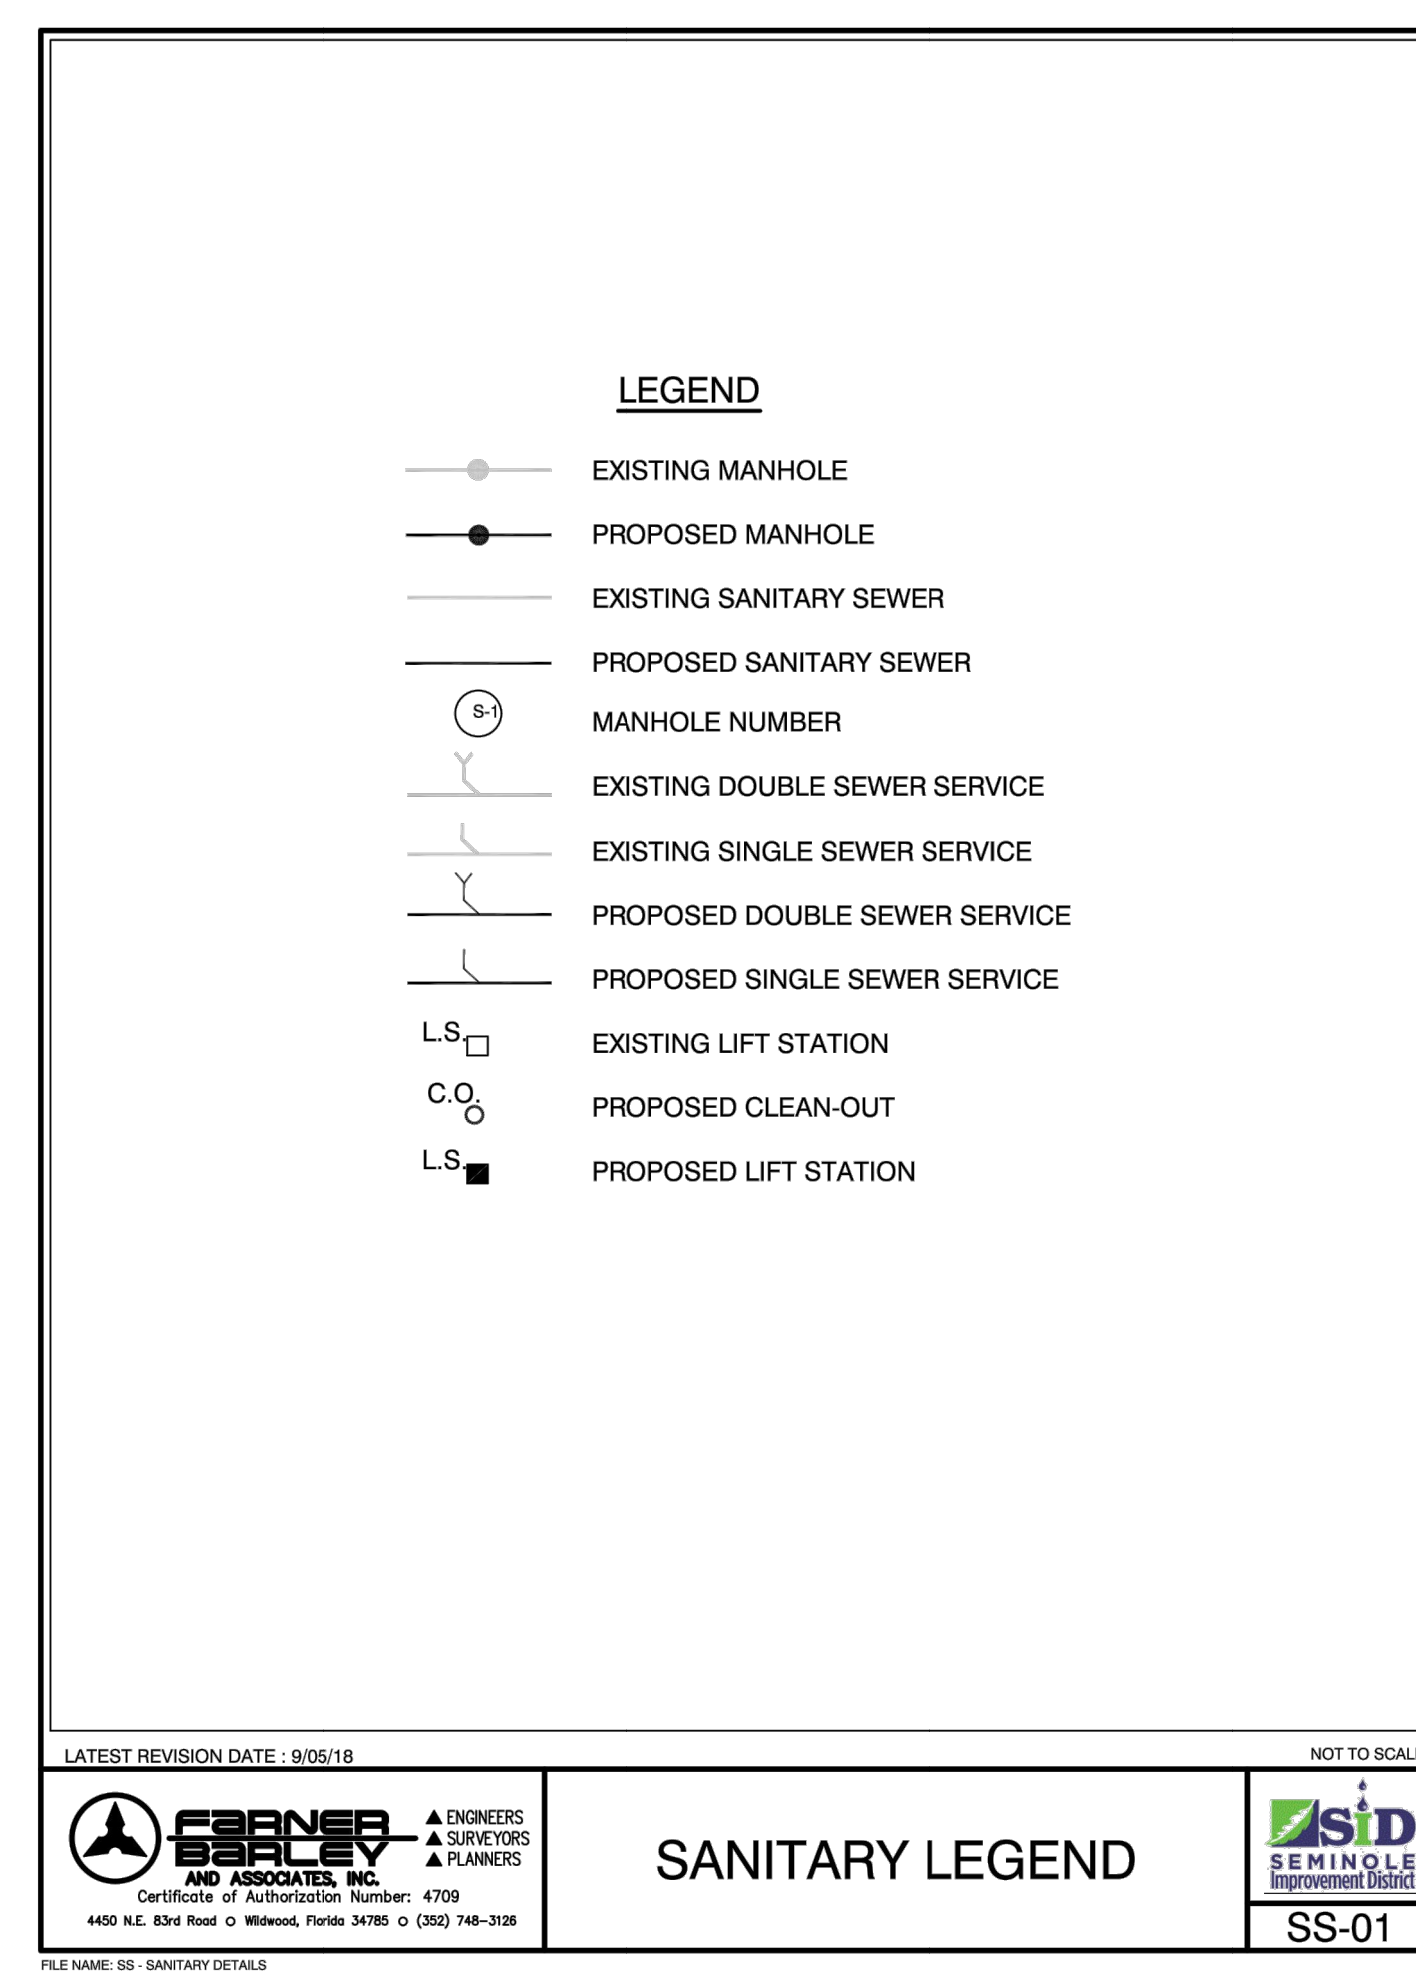 LEGEND
EXISTING MANHOLE
PROPOSED MANHOLE
EXISTING SANITARY SEWER
PROPOSED SANITARY SEWER
S-1 MANHOLE NUMBER
EXISTING DOUBLE SEWER SERVICE
EXISTING SINGLE SEWER SERVICE
PROPOSED DOUBLE SEWER SERVICE
PROPOSED SINGLE SEWER SERVICE
L.S. EXISTING LIFT STATION
C.O. PROPOSED CLEAN-OUT
L.S. PROPOSED LIFT STATION
LATEST REVISION DATE : 9/05/18
NOT TO SCAL
FARNER
BARLEY
AND ASSOCIATES, INC.
ENGINEERS
SURVEYORS
PLANNERS
Certificate of Authorization Number: 4709
4450 N.E. 83rd Road o Wildwood, Florida 34785 o (352) 748-3126
SANITARY LEGEND
SID
SEMINOLE
Improvement District
SS-01
FILE NAME: SS - SANITARY DETAILS